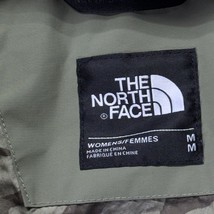 THE
NORTH
FACE
®
WOMENS/FEMMES
M
M
MADE IN CHINA
FABRIQUÉ EN CHINE